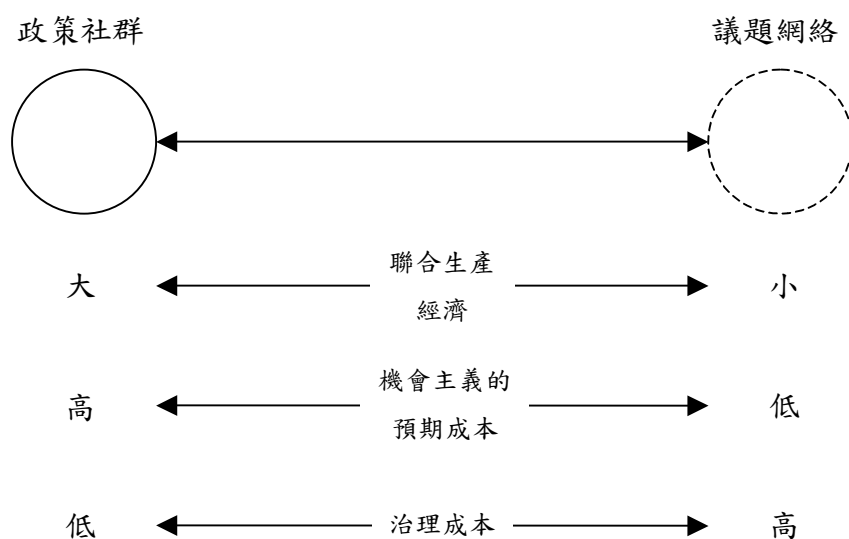 政策社群 議題網絡
大 聯合生產 小
經濟
高 機會主義的 低
預期成本
低 治理成本 高